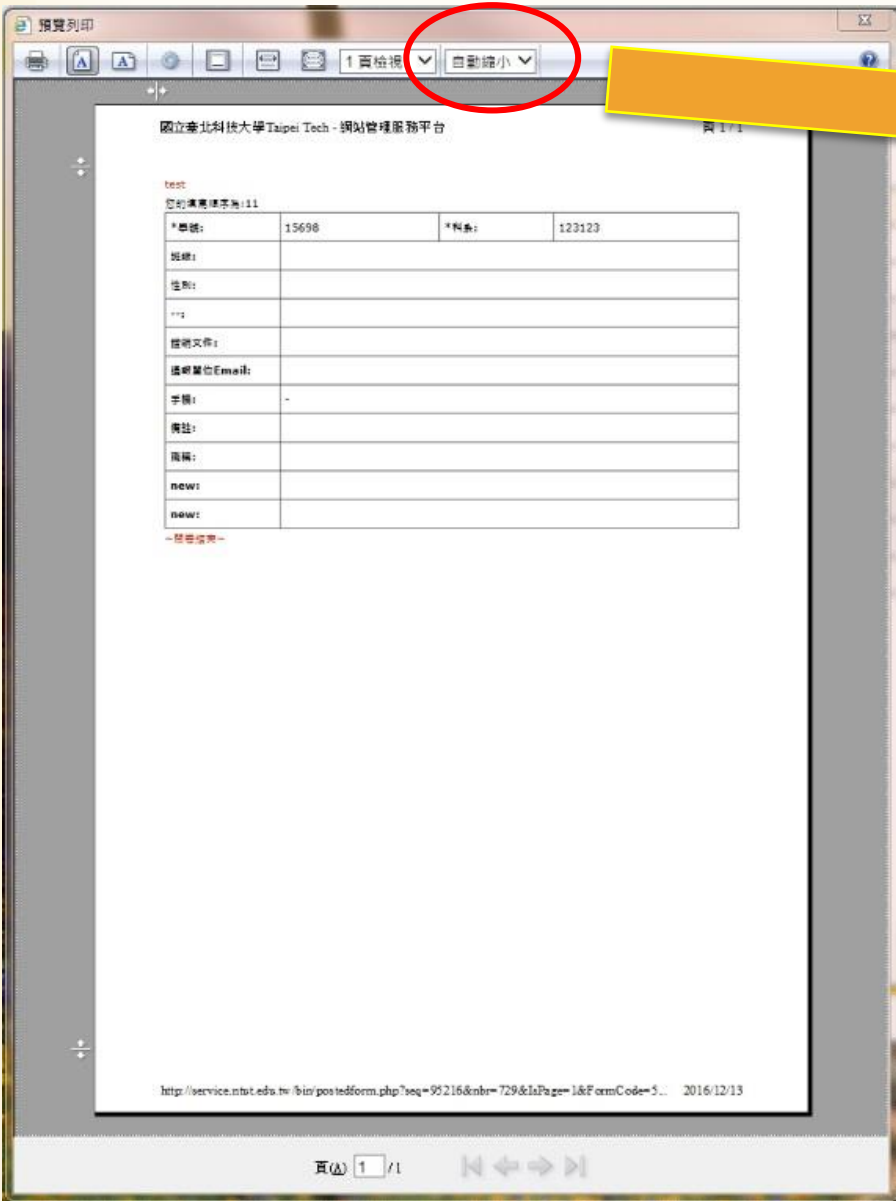 預覽列印
1 頁檢視 自動縮小
國立臺北科技大學Taipei Tech - 網站管理服務平台 頁 1 / 1
test
您的填寫順序為:11
*學號: 15698 *科系: 123123
班級:
性別:
--:
證明文件:
通報單位Email:
手機: -
備註:
職稱:
new:
new:
~問卷結束~
http://service.ntut.edu.tw/bin/postedform.php?seq=95216&nbr=729&IsPage=1&FormCode=5... 2016/12/13
頁(A) 1 /1